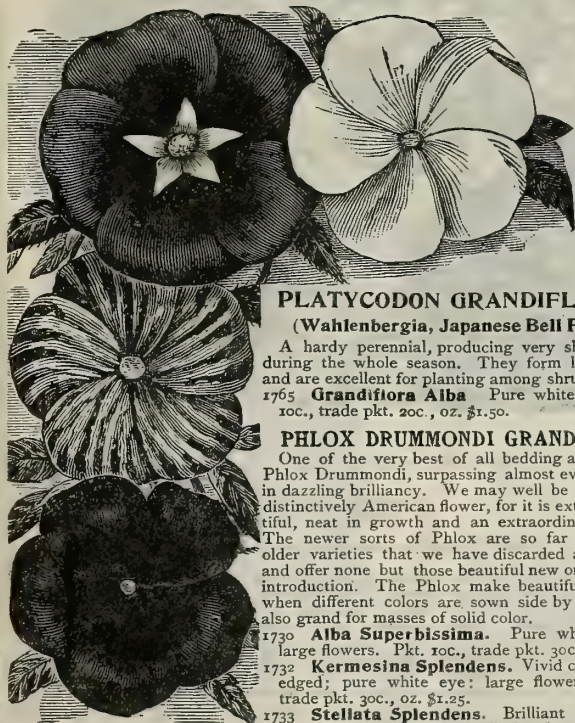 PLATYCODON GRANDIFL
(Wahlenbergia, Japanese Bell F
A hardy perennial, producing very sh
during the whole season. They form l
and are excellent for planting among shru
1765 Grandiflora Alba Pure white
10c., trade pkt. 20c., oz. $1.50.
PHLOX DRUMMONDI GRAND
One of the very best of all bedding a
Phlox Drummondi, surpassing almost ev
in dazzling brilliancy. We may well be
distinctively American flower, for it is ext
tiful, neat in growth and an extraordin
The newer sorts of Phlox are so far
older varieties that we have discarded a
and offer none but those beautiful new o
introduction. The Phlox make beautifu
when different colors are sown side by
also grand for masses of solid color.
1730 Alba Superbissima. Pure wh
large flowers. Pkt. 10c., trade pkt. 30c
1732 Kermesina Splendens. Vivid c
edged; pure white eye; large flower
trade pkt. 30c., oz. $1.25.
1733 Stellata Splendens. Brilliant